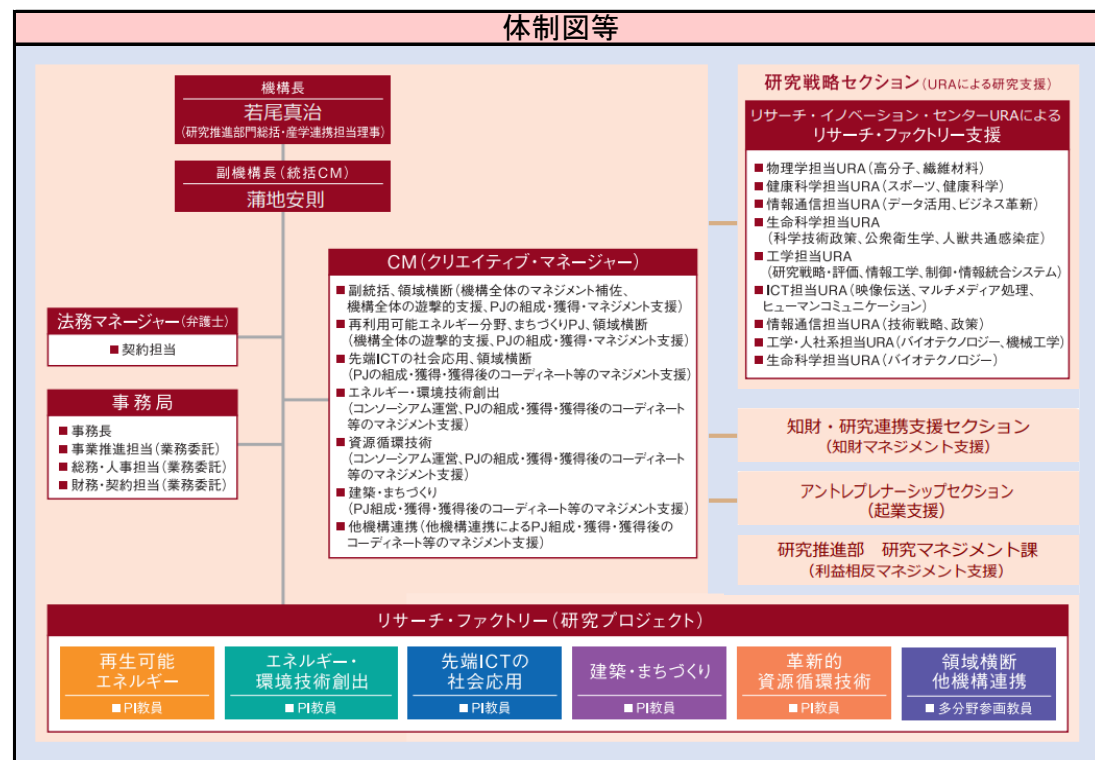 体制図等
機構長
若尾真治
(研究推進部門総括・産学連携担当理事)
副機構長(統括CM)
蒲地安則
法務マネージャー(弁護士)
■契約担当
事務局
■事務長
■事業推進担当(業務委託)
■総務・人事担当(業務委託)
■財務・契約担当(業務委託)
CM(クリエイティブ・マネージャー)
■副統括、領域横断(機構全体のマネジメント補佐、
機構全体の遊撃的支援、PJの組成・獲得・マネジメント支援)
■再利用可能エネルギー分野、まちづくりPJ、領域横断
(機構全体の遊撃的支援、PJの組成・獲得・マネジメント支援)
■先端ICTの社会応用、領域横断
(PJの組成・獲得・獲得後のコーディネート等のマネジメント支援)
■エネルギー・環境技術創出
(コンソーシアム運営、PJの組成・獲得・獲得後のコーディネート
等のマネジメント支援)
■資源循環技術
(コンソーシアム運営、PJの組成・獲得・獲得後のコーディネート
等のマネジメント支援)
■建築・まちづくり
(PJ組成・獲得・獲得後のコーディネート等のマネジメント支援)
■他機構連携(他機構連携によるPJ組成・獲得・獲得後の
コーディネート等のマネジメント支援)
研究戦略セクション(URAによる研究支援)
リサーチ・イノベーション・センターURAによる
リサーチ・ファクトリー支援
■物理学担当URA(高分子、繊維材料)
■健康科学担当URA(スポーツ、健康科学)
■情報通信担当URA(データ活用、ビジネス革新)
■生命科学担当URA
(科学技術政策、公衆衛生学、人獣共通感染症)
■工学担当URA
(研究戦略・評価、情報工学、制御・情報統合システム)
■ICT担当URA(映像伝送、マルチメディア処理、
ヒューマンコミュニケーション)
■情報通信担当URA(技術戦略、政策)
■工学・人社系担当URA(バイオテクノロジー、機械工学)
■生命科学担当URA(バイオテクノロジー)
知財・研究連携支援セクション
(知財マネジメント支援)
アントレプレナーシップセクション
(起業支援)
研究推進部 研究マネジメント課
(利益相反マネジメント支援)
リサーチ・ファクトリー(研究プロジェクト)
再生可能
エネルギー
■PI教員
エネルギー・
環境技術創出
■PI教員
先端ICTの
社会応用
■PI教員
建築・まちづくり
■PI教員
革新的
資源循環技術
■PI教員
領域横断
他機構連携
■多分野参画教員